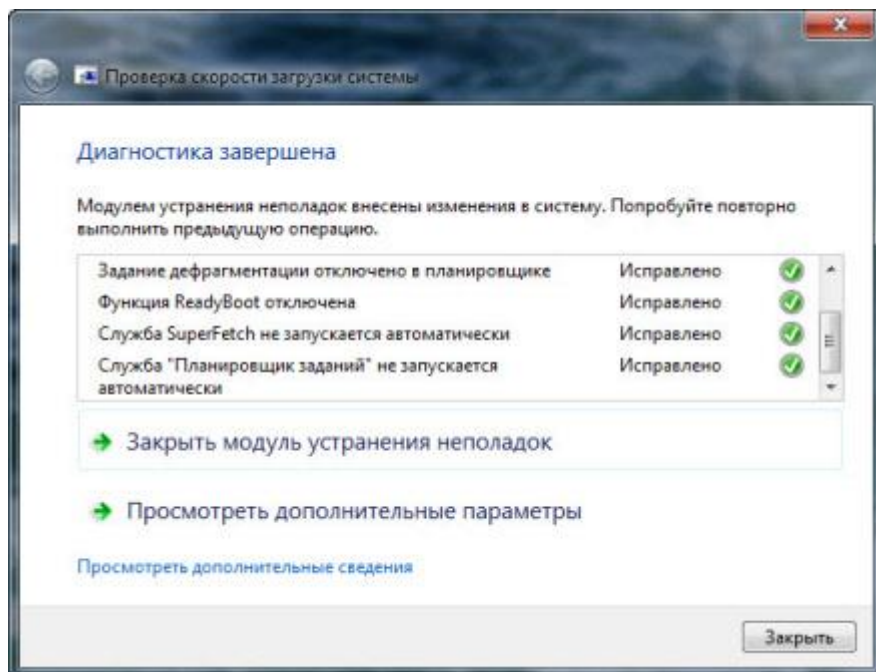 Проверка скорости загрузки системы
Диагностика завершена
Модулем устранения неполадок внесены изменения в систему. Попробуйте повторно
выполнить предыдущую операцию.
Задание дефрагментации отключено в планировщике Исправлено
Функция ReadyBoot отключена Исправлено
Служба SuperFetch не запускается автоматически Исправлено
Служба "Планировщик заданий" не запускается Исправлено
автоматически
Закрыть модуль устранения неполадок
Просмотреть дополнительные параметры
Просмотреть дополнительные сведения
Закрыть